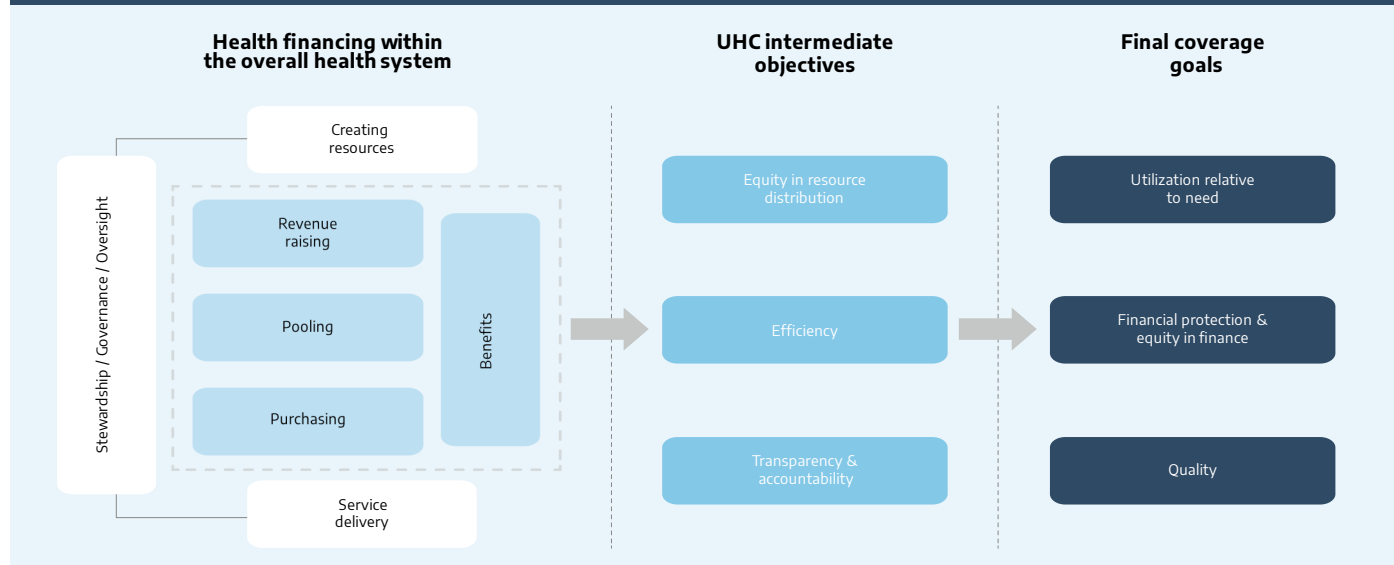 Health financing within
the overall health system
UHC intermediate
objectives
Final coverage
goals
Stewardship / Governance / Oversight
Creating
resources
Revenue
raising
Pooling
Purchasing
Benefits
Service
delivery
Equity in resource
distribution
Efficiency
Transparency &
accountability
Utilization relative
to need
Financial protection &
equity in finance
Quality